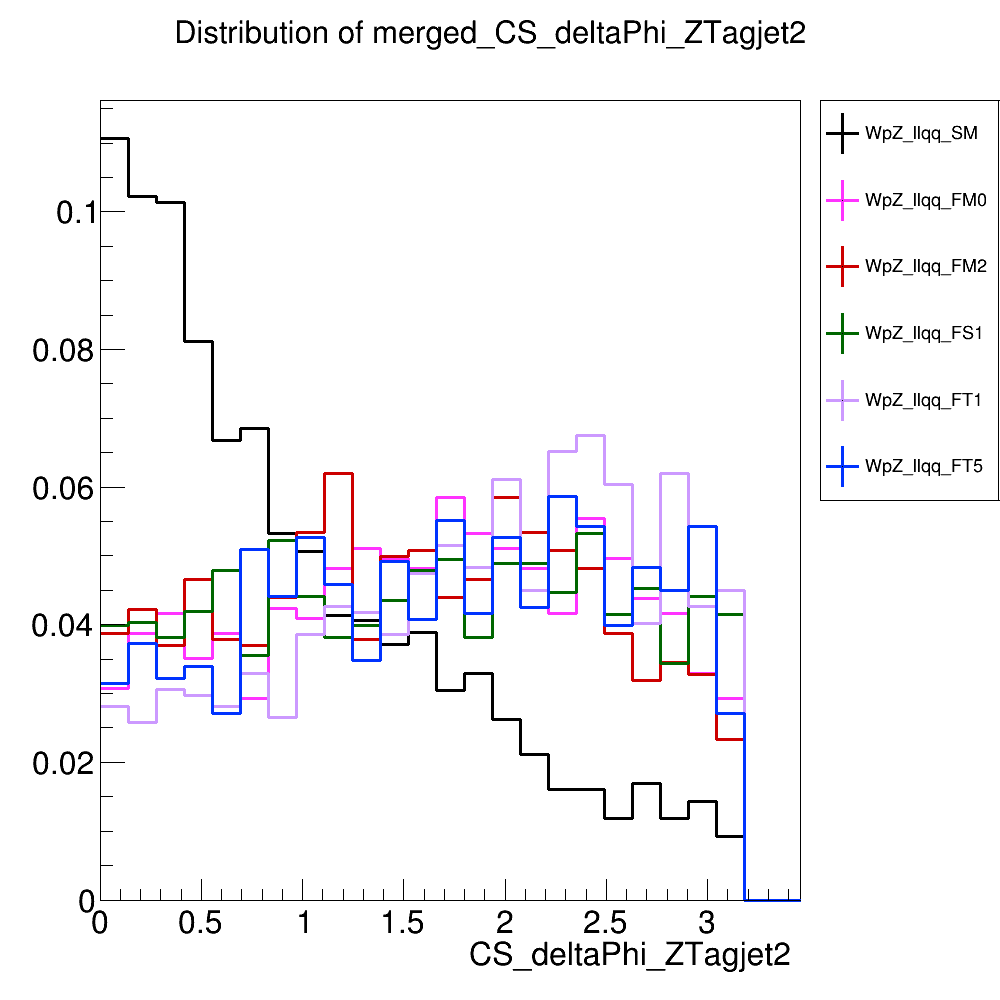 Distribution of merged_CS_deltaPhi_ZTagjet2
WpZ_llqq_SM
WpZ_llqq_FM0
WpZ_llqq_FM2
WpZ_llqq_FS1
WpZ_llqq_FT1
WpZ_llqq_FT5
0.1
0.08
0.06
0.04
0.02
0
0 0.5 1 1.5 2 2.5 3
CS_deltaPhi_ZTagjet2